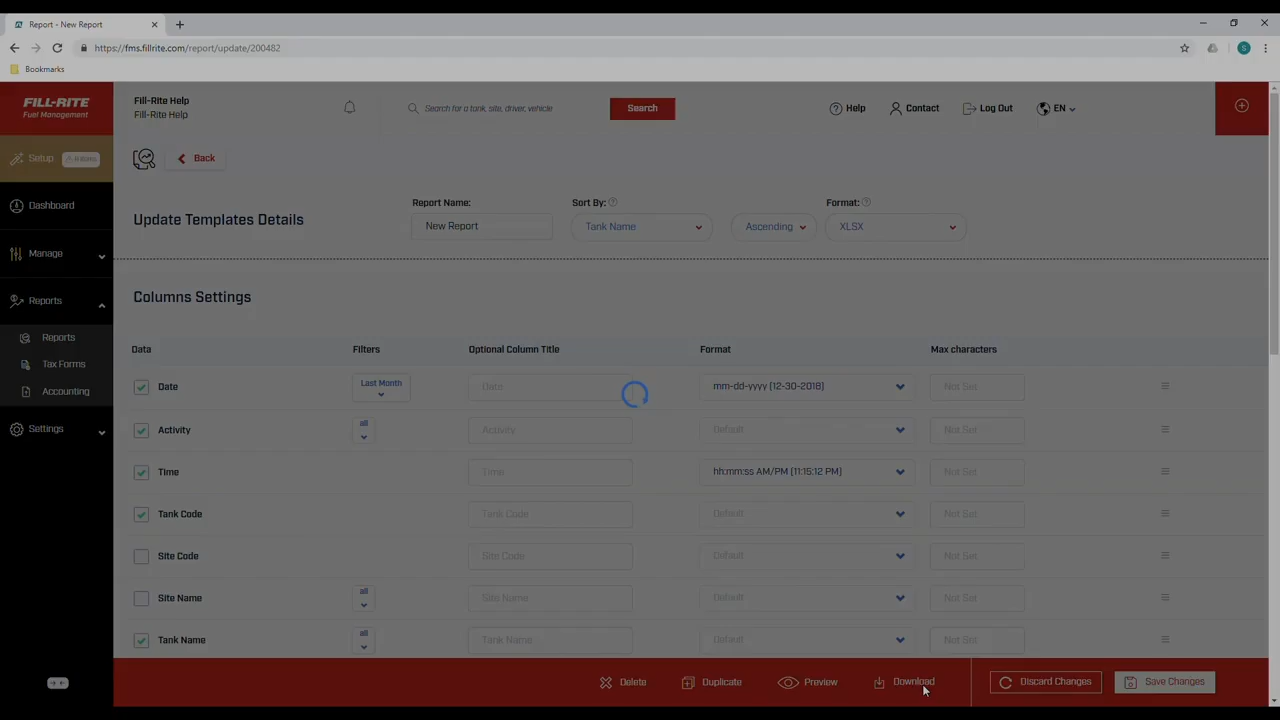 Report - New Report
https://fms.fillrite.com/report/update/200482
S
Bookmarks
FILL-RITE
Fuel Management
Fill-Rite Help
Fill-Rite Help
Search for a tank, site, driver, vehicle
Search
Help
Contact
Log Out
EN
Setup
Back
Update Templates Details
Report Name:
Sort By:
Format:
New Report
Tank Name
Ascending
XLSX
Dashboard
Manage
Reports
Reports
Tax Forms
Accounting
Settings
Columns Settings
Data
Filters
Optional Column Title
Format
Max characters
Date
Last Month
Date
mm-dd-yyyy (12-30-2018)
Not Set
Activity
all
Activity
Default
Not Set
Time
Time
hh:mm:ss AM/PM (11:15:12 PM)
Not Set
Tank Code
Tank Code
Default
Not Set
Site Code
Site Code
Default
Not Set
Site Name
all
Site Name
Default
Not Set
Tank Name
all
Tank Name
Default
Not Set
Delete
Duplicate
Preview
Download
Discard Changes
Save Changes